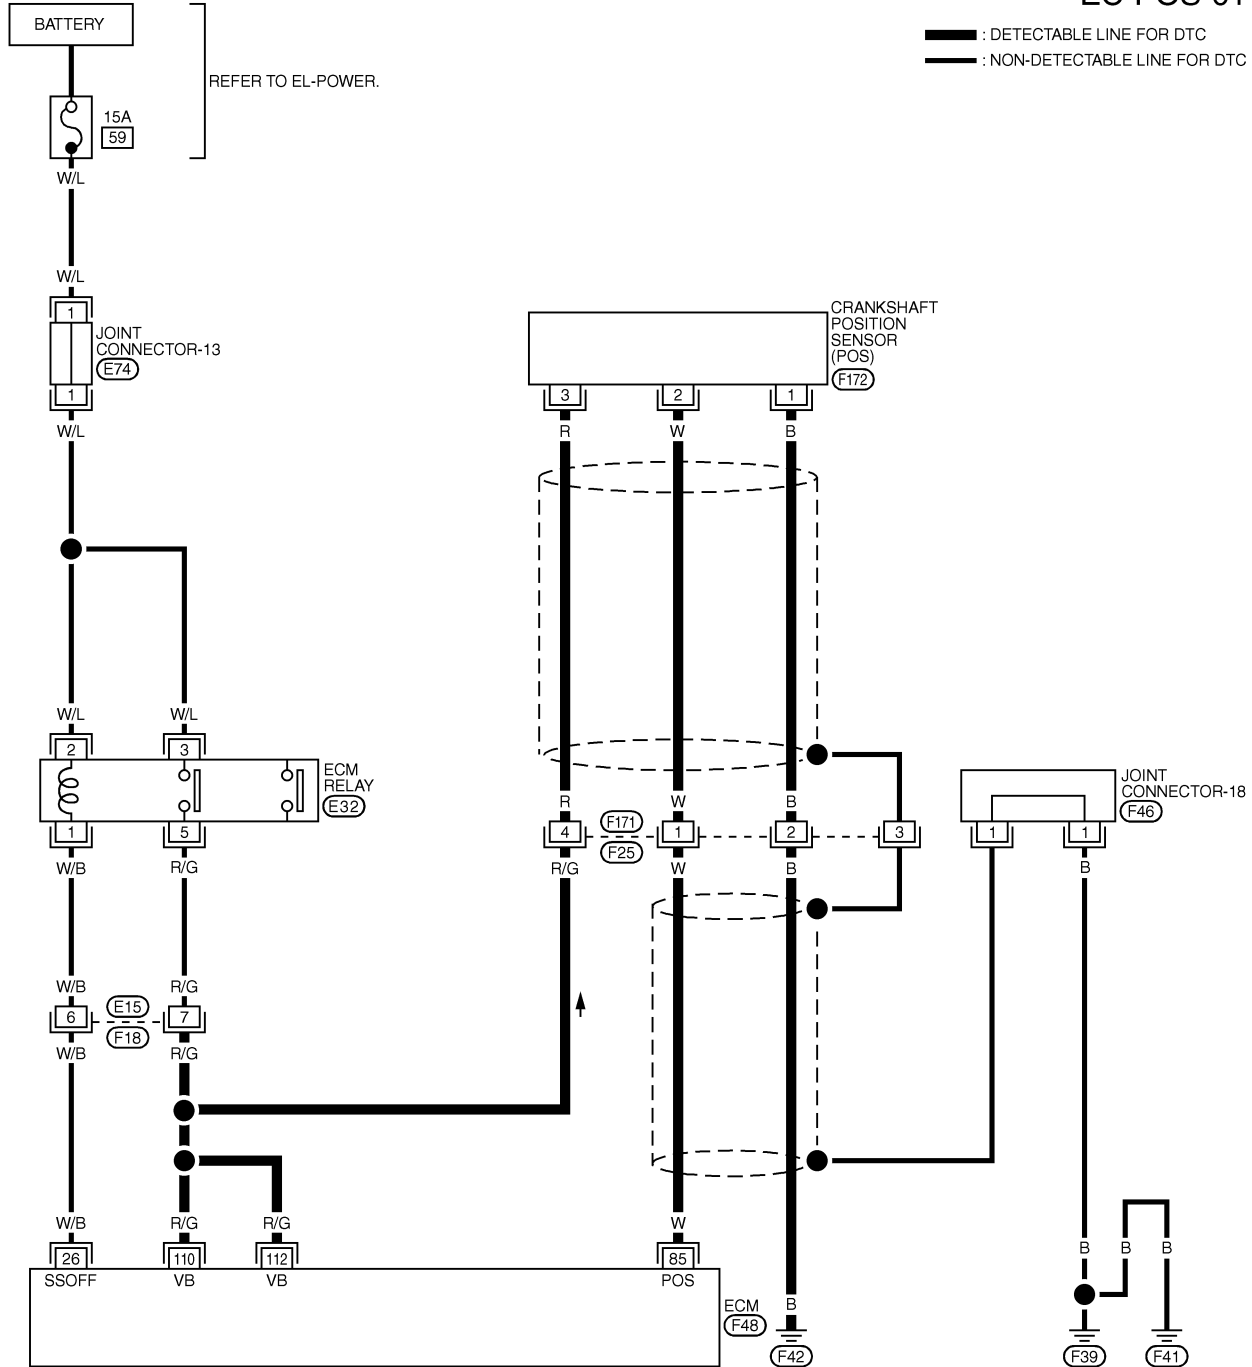 BATTERY
: DETECTABLE LINE FOR DTC
: NON-DETECTABLE LINE FOR DTC
REFER TO EL-POWER.
15A
59
W/L
W/L
1
JOINT
CONNECTOR-13
E74
1
W/L
CRANKSHAFT
POSITION
SENSOR
(POS)
F172
3 2 1
R W B
W/L W/L
2 3
ECM
RELAY
E32
1 5
W/B R/G
R W B
4 F171 1 2 3
F25
R/G W B
JOINT
CONNECTOR-18
F46
1 1
B
W/B R/G
6 E15 7
F18
W/B R/G
W/B R/G R/G W
26 110 112 85
SSOFF VB VB POS
ECM
F48
B
F42
B B B
F39 F41